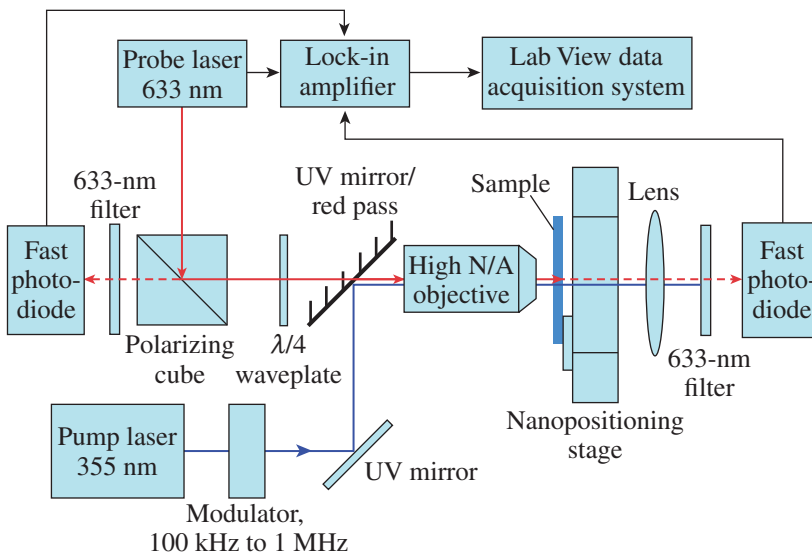 Probe laser
633 nm
Lock-in
amplifier
Lab View data
acquisition system
633-nm
filter
UV mirror/
red pass
Sample
Lens
Fast
photo-
diode
High N/A
objective
Fast
photo-
diode
Polarizing
cube
λ/4
waveplate
633-nm
filter
Nanopositioning
stage
Pump laser
355 nm
UV mirror
Modulator,
100 kHz to 1 MHz